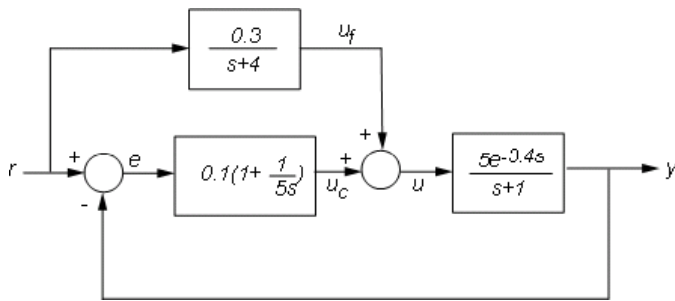 0.3
s+4
u_f
r
+
-
e
0.1(1+ 1/5s)
+
u_c
+
u
5e^-0.4s
s+1
y